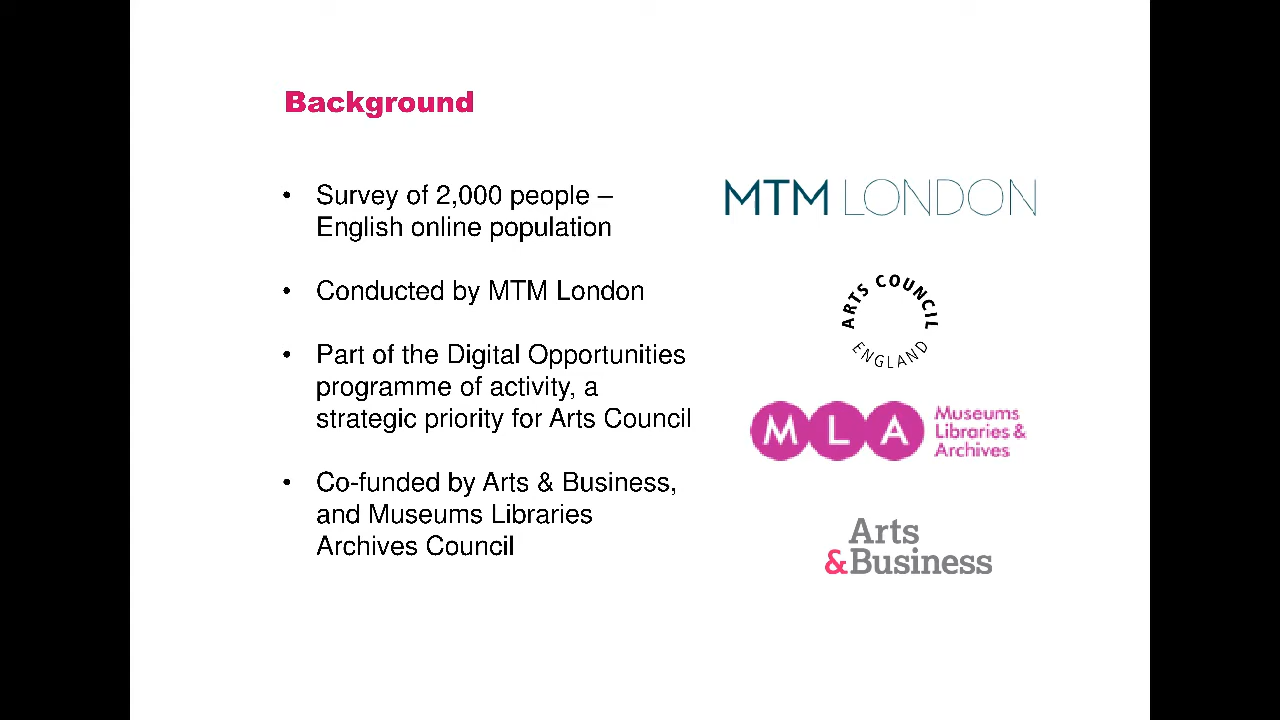 Background
• Survey of 2,000 people –
English online population
• Conducted by MTM London
• Part of the Digital Opportunities
programme of activity, a
strategic priority for Arts Council
• Co-funded by Arts & Business,
and Museums Libraries
Archives Council
MTM LONDON
ARTS COUNCIL
ENGLAND
MLA
Museums
Libraries &
Archives
Arts
&Business